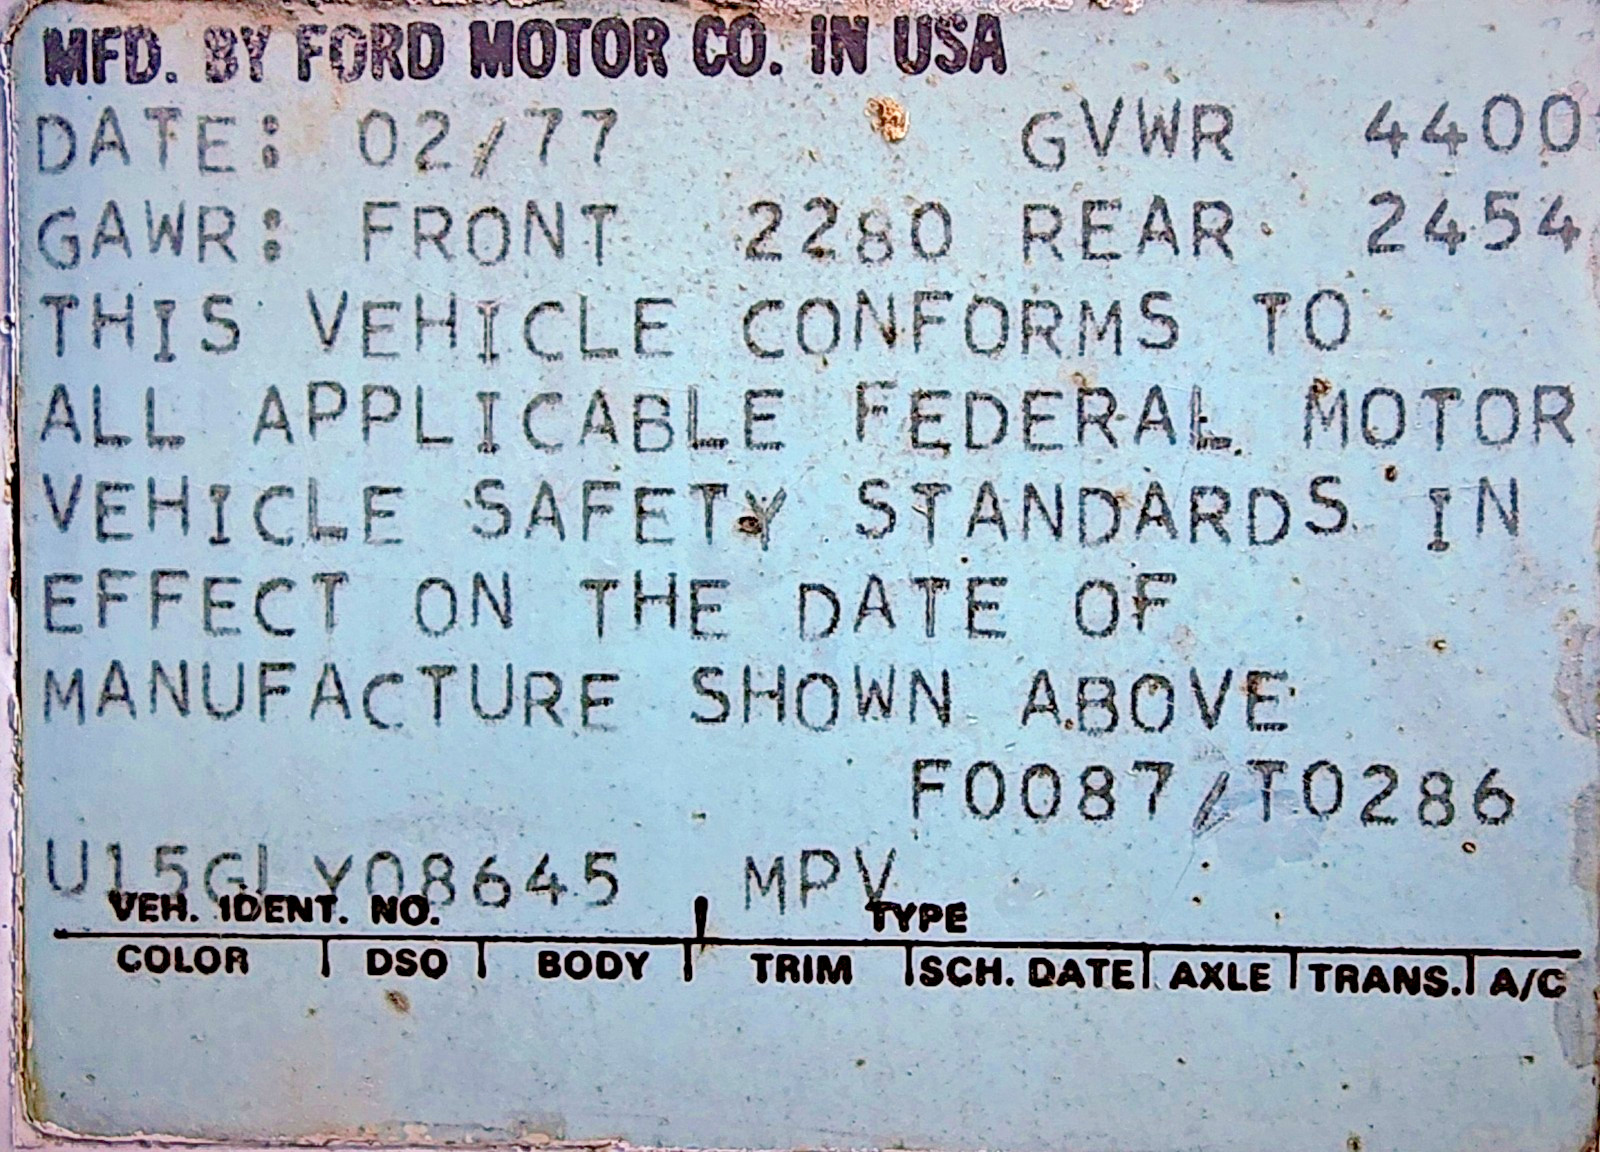 MFD. BY FORD MOTOR CO. IN USA
DATE: 02/77 GVWR 4400
GAWR: FRONT 2280 REAR 2454
THIS VEHICLE CONFORMS TO
ALL APPLICABLE FEDERAL MOTOR
VEHICLE SAFETY STANDARDS IN
EFFECT ON THE DATE OF
MANUFACTURE SHOWN ABOVE
F0087/T0286
U15GLY08645 MPV
VEH. IDENT. NO. TYPE
COLOR DSO BODY TRIM SCH. DATE AXLE TRANS. A/C